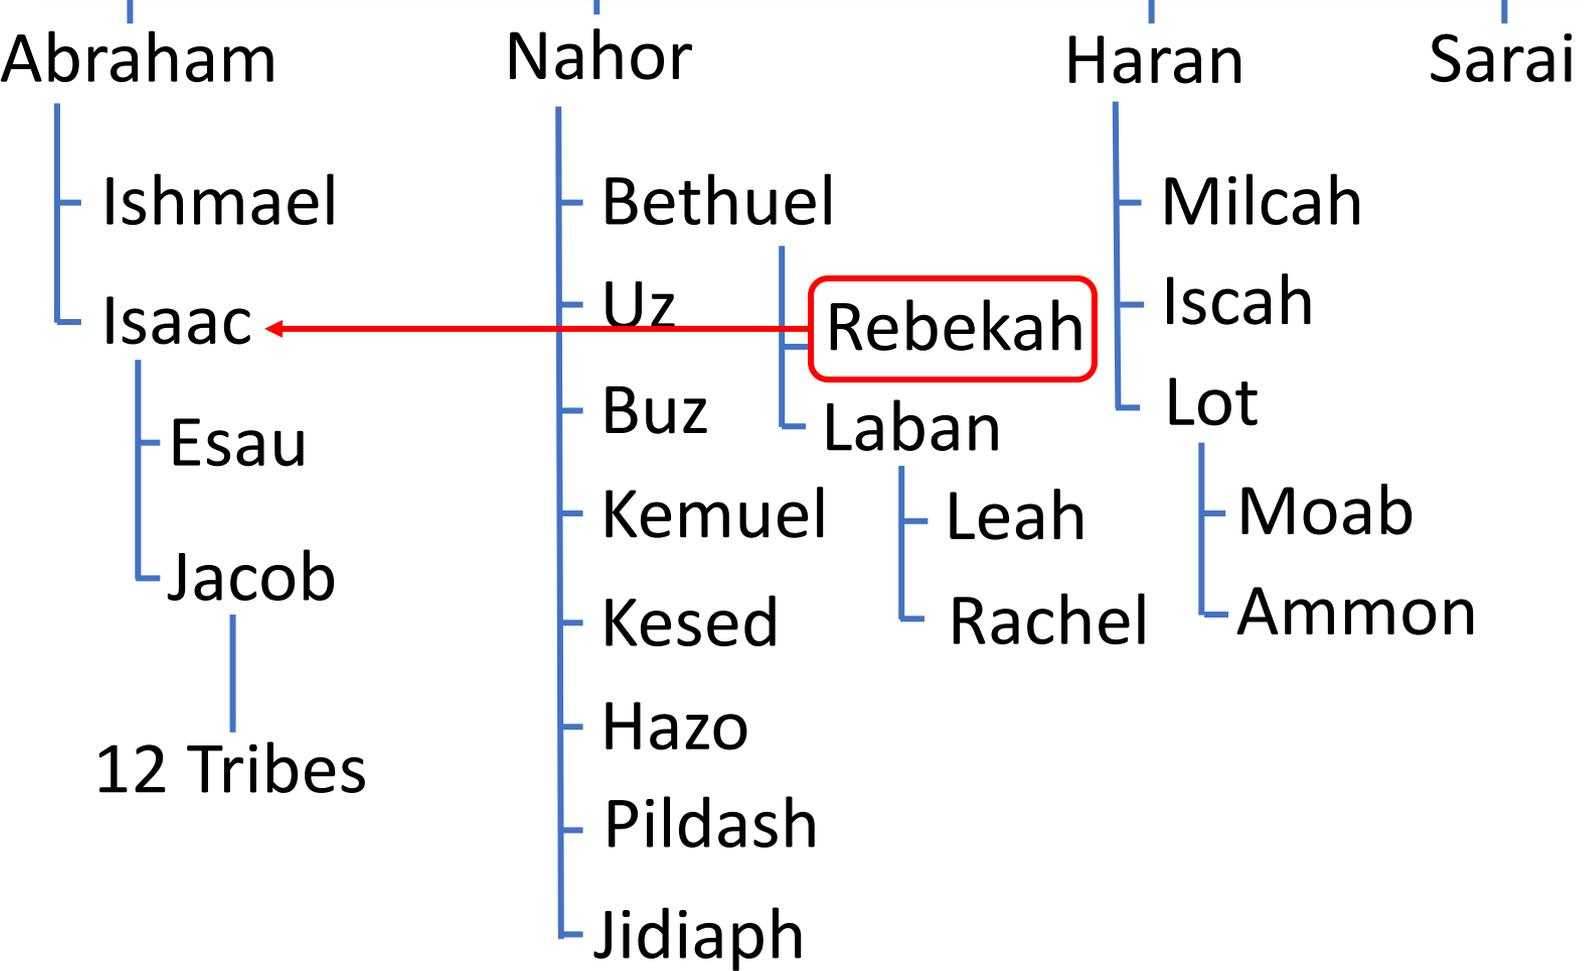 Abraham
Nahor
Haran
Sarai
Ishmael
Isaac
Esau
Jacob
12 Tribes
Bethuel
Uz
Buz
Kemuel
Kesed
Hazo
Pildash
Jidiaph
Rebekah
Laban
Leah
Rachel
Milcah
Iscah
Lot
Moab
Ammon